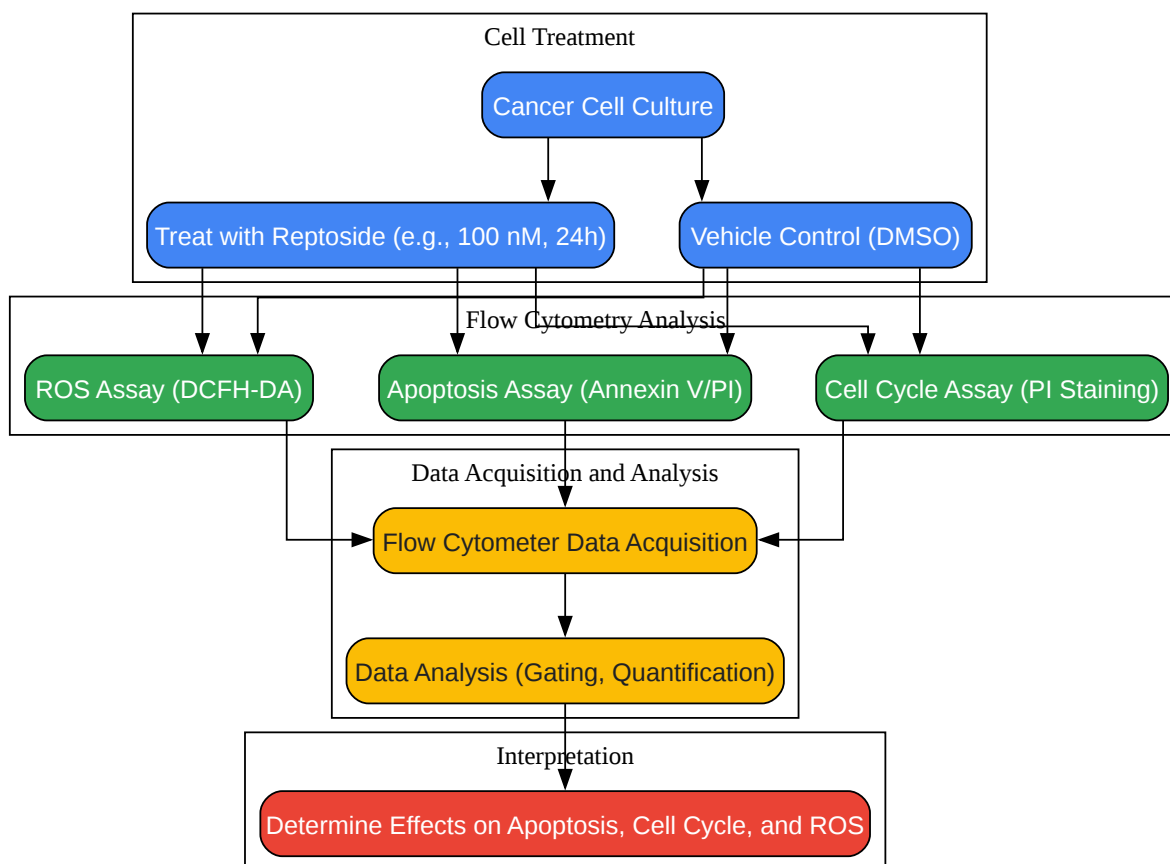 Cell Treatment
Cancer Cell Culture
Treat with Reptoside (e.g., 100 nM, 24h)
Vehicle Control (DMSO)
Flow Cytometry Analysis
ROS Assay (DCFH-DA)
Apoptosis Assay (Annexin V/PI)
Cell Cycle Assay (PI Staining)
Data Acquisition and Analysis
Flow Cytometer Data Acquisition
Data Analysis (Gating, Quantification)
Interpretation
Determine Effects on Apoptosis, Cell Cycle, and ROS